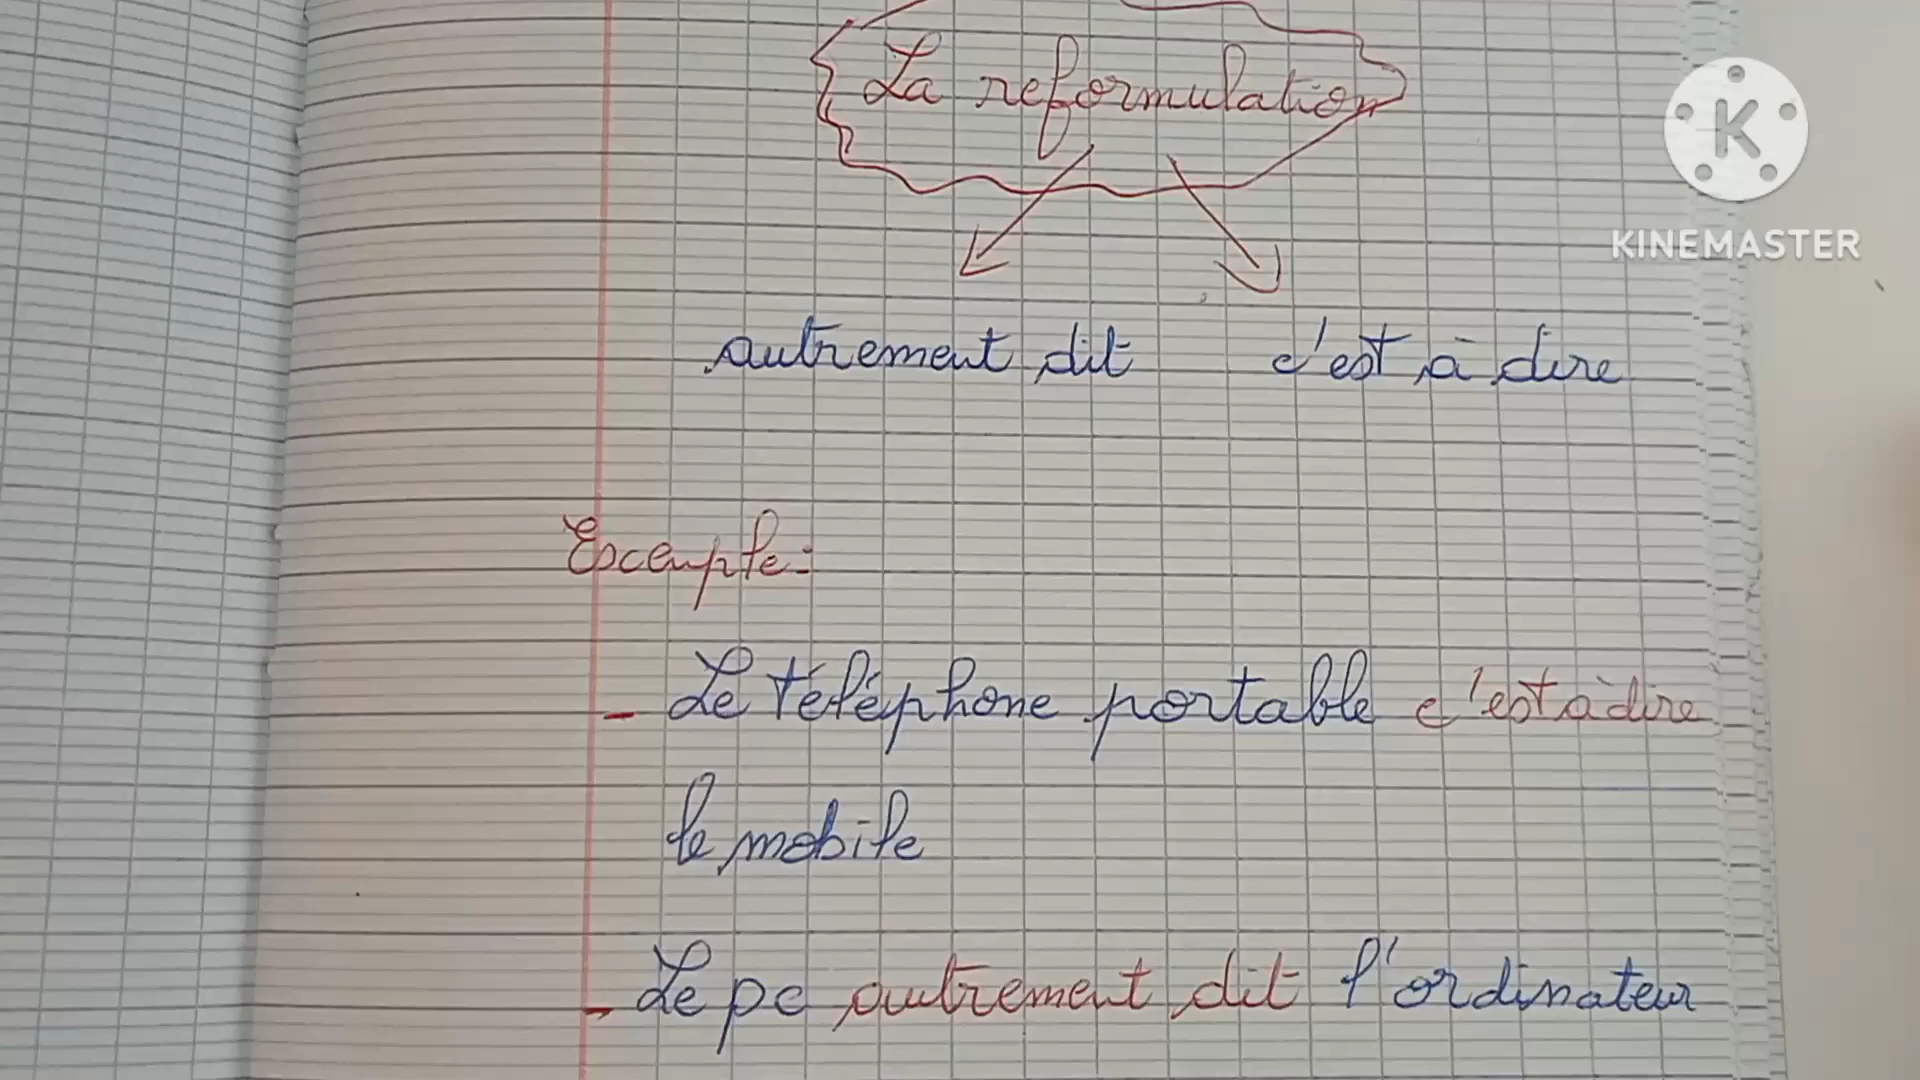 La reformulation
K
KINEMASTER
autrement dit c'est à dire
Exemple:
- Le téléphone portable c'est à dire
le mobile
- Le pc autrement dit l'ordinateur